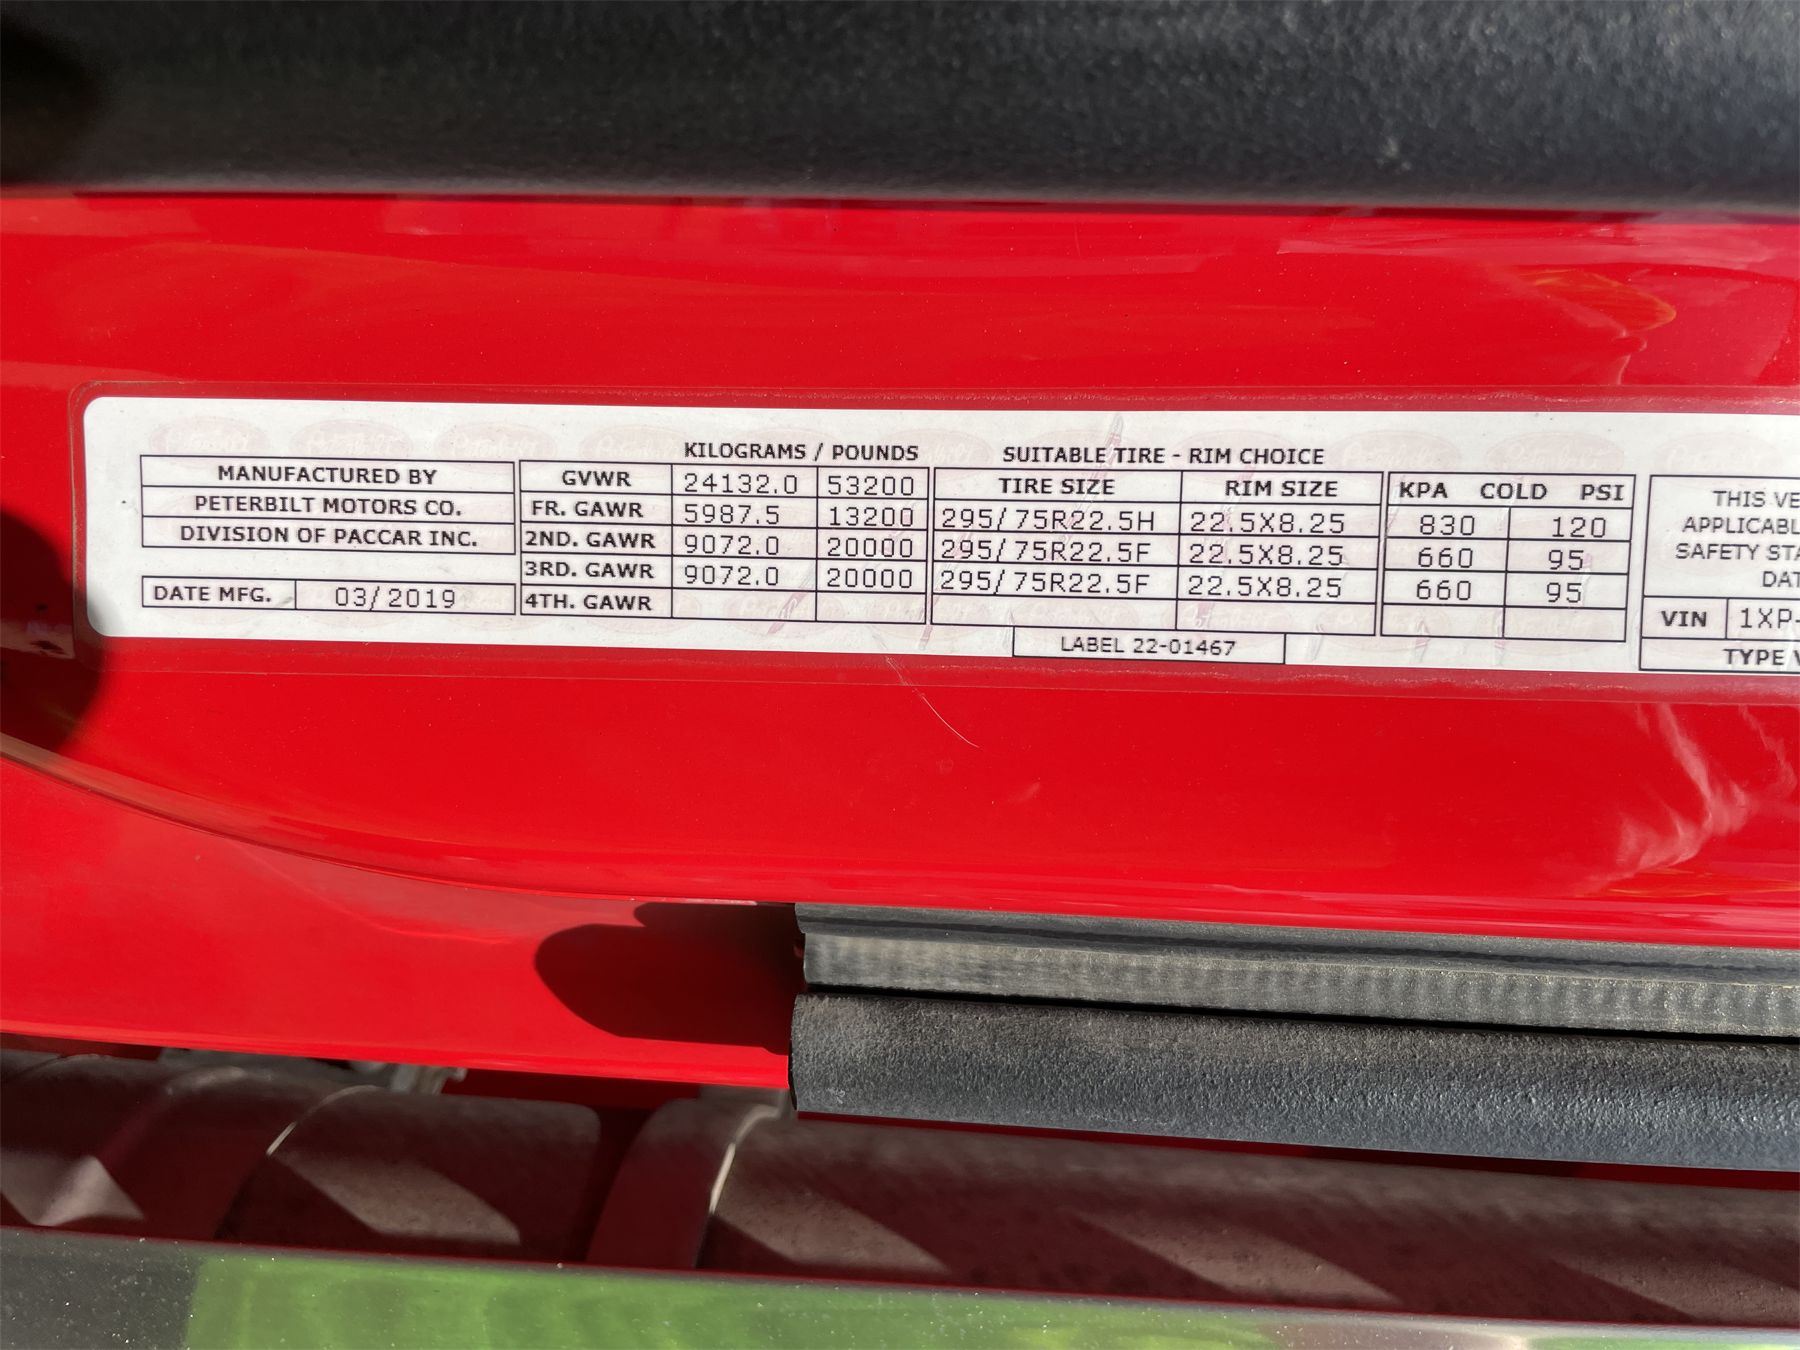 KILOGRAMS / POUNDS SUITABLE TIRE - RIM CHOICE
MANUFACTURED BY
PETERBILT MOTORS CO.
DIVISION OF PACCAR INC.
DATE MFG. 03/2019
GVWR 24132.0 53200 TIRE SIZE RIM SIZE KPA COLD PSI
FR. GAWR 5987.5 13200 295/75R22.5H 22.5X8.25 830 120
2ND. GAWR 9072.0 20000 295/75R22.5F 22.5X8.25 660 95
3RD. GAWR 9072.0 20000 295/75R22.5F 22.5X8.25 660 95
4TH. GAWR
LABEL 22-01467
THIS VE
APPLICABL
SAFETY STA
DAT
VIN 1XP-
TYPE V